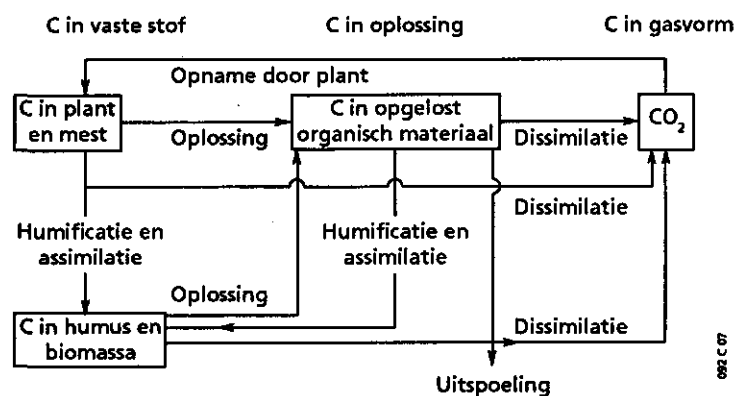 C in vaste stof
C in oplossing
C in gasvorm
Opname door plant
C in plant
en mest
Oplossing
C in opgelost
organisch materiaal
Dissimilatie
CO₂
Dissimilatie
Humificatie en
assimilatie
Humificatie en
assimilatie
Oplossing
C in humus en
biomassa
Dissimilatie
Uitspoeling
092 C 07